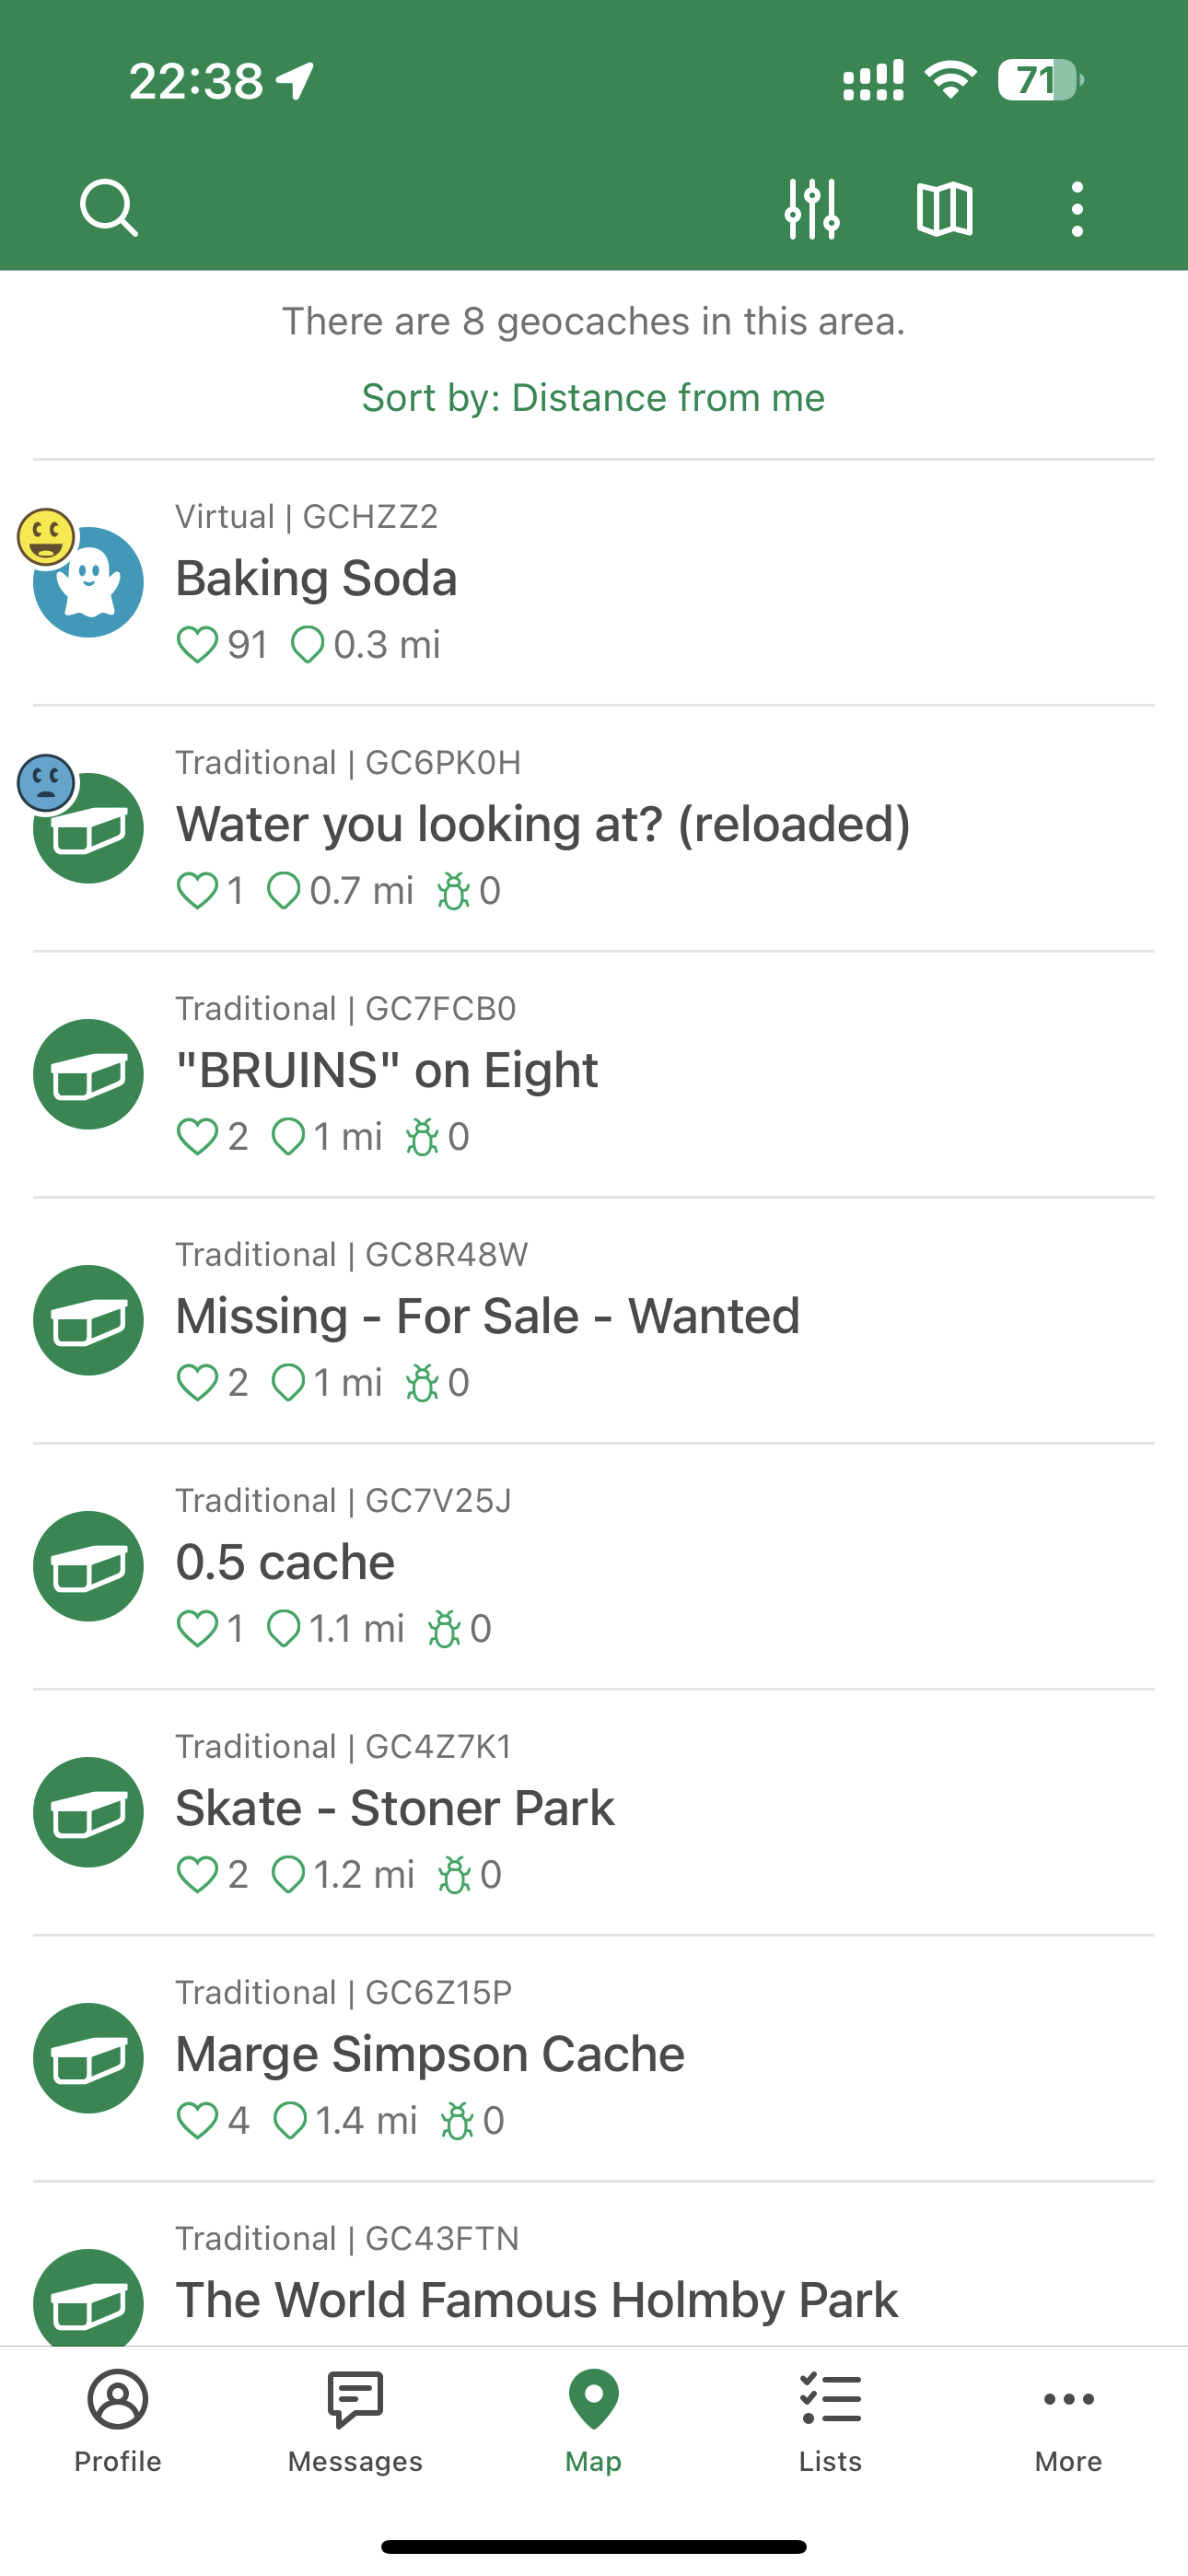 22:38
71
There are 8 geocaches in this area.
Sort by: Distance from me
Virtual | GCHZZ2
Baking Soda
91 0.3 mi
Traditional | GC6PK0H
Water you looking at? (reloaded)
1 0.7 mi 0
Traditional | GC7FCB0
"BRUINS" on Eight
2 1 mi 0
Traditional | GC8R48W
Missing - For Sale - Wanted
2 1 mi 0
Traditional | GC7V25J
0.5 cache
1 1.1 mi 0
Traditional | GC4Z7K1
Skate - Stoner Park
2 1.2 mi 0
Traditional | GC6Z15P
Marge Simpson Cache
4 1.4 mi 0
Traditional | GC43FTN
The World Famous Holmby Park
Profile
Messages
Map
Lists
More